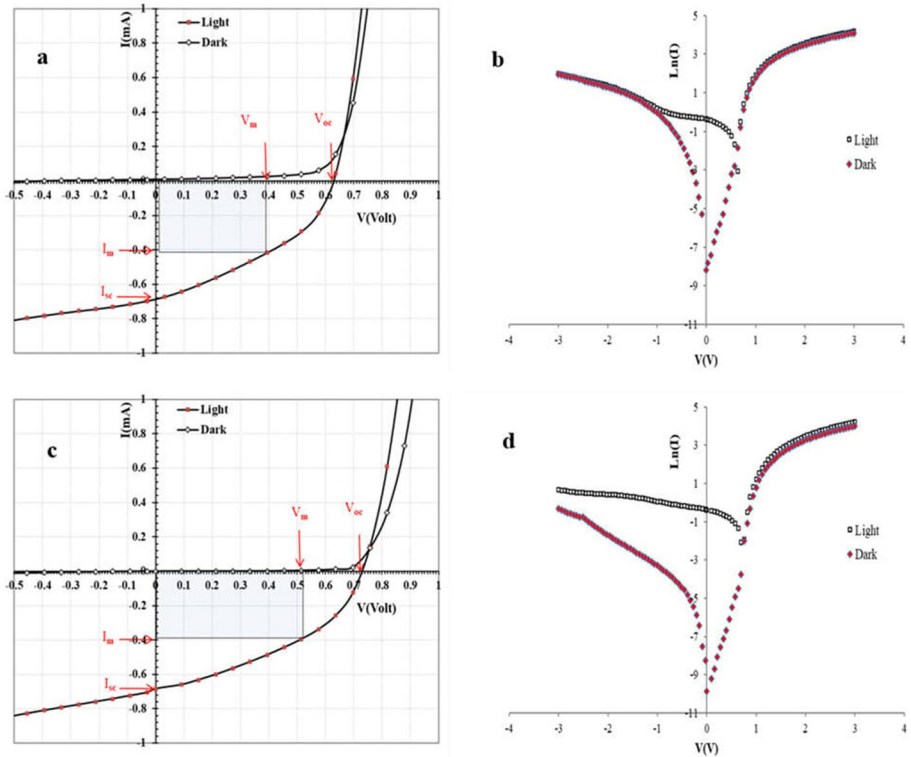 a
I(mA)
Light
Dark
1
0.8
0.6
0.4
0.2
0
-0.2
-0.4
-0.6
-0.8
-1
-0.5 -0.4 -0.3 -0.2 -0.1 0 0.1 0.2 0.3 0.4 0.5 0.6 0.7 0.8 0.9 1
V(Volt)
Vm
Voc
Im
Isc
b
Ln(I)
5
3
1
-1
-3
-5
-7
-9
-11
-4 -3 -2 -1 0 1 2 3 4
V(V)
Light
Dark
c
I(mA)
Light
Dark
1
0.8
0.6
0.4
0.2
0
-0.2
-0.4
-0.6
-0.8
-1
-0.5 -0.4 -0.3 -0.2 -0.1 0 0.1 0.2 0.3 0.4 0.5 0.6 0.7 0.8 0.9 1
V(Volt)
Vm
Voc
Im
Isc
d
Ln(I)
5
3
1
-1
-3
-5
-7
-9
-11
-4 -3 -2 -1 0 1 2 3 4
V(V)
Light
Dark